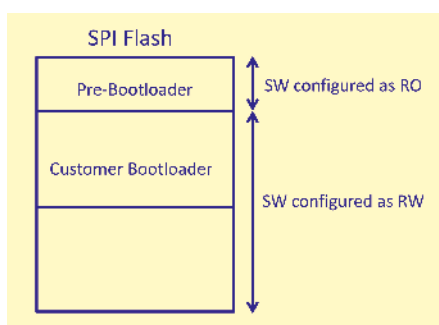 SPI Flash
Pre-Bootloader
SW configured as RO
Customer Bootloader
SW configured as RW